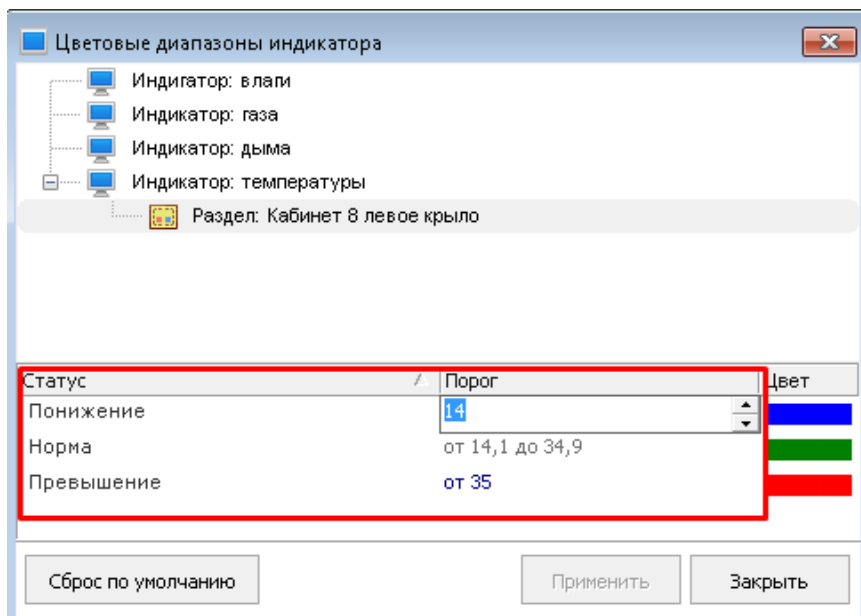 Цветовые диапазоны индикатора
Индигатор: влаги
Индикатор: газа
Индикатор: дыма
Индикатор: температуры
Раздел: Кабинет 8 левое крыло
Статус Порог Цвет
Понижение 14
Норма от 14,1 до 34,9
Превышение от 35
Сброс по умолчанию Применить Закрыть